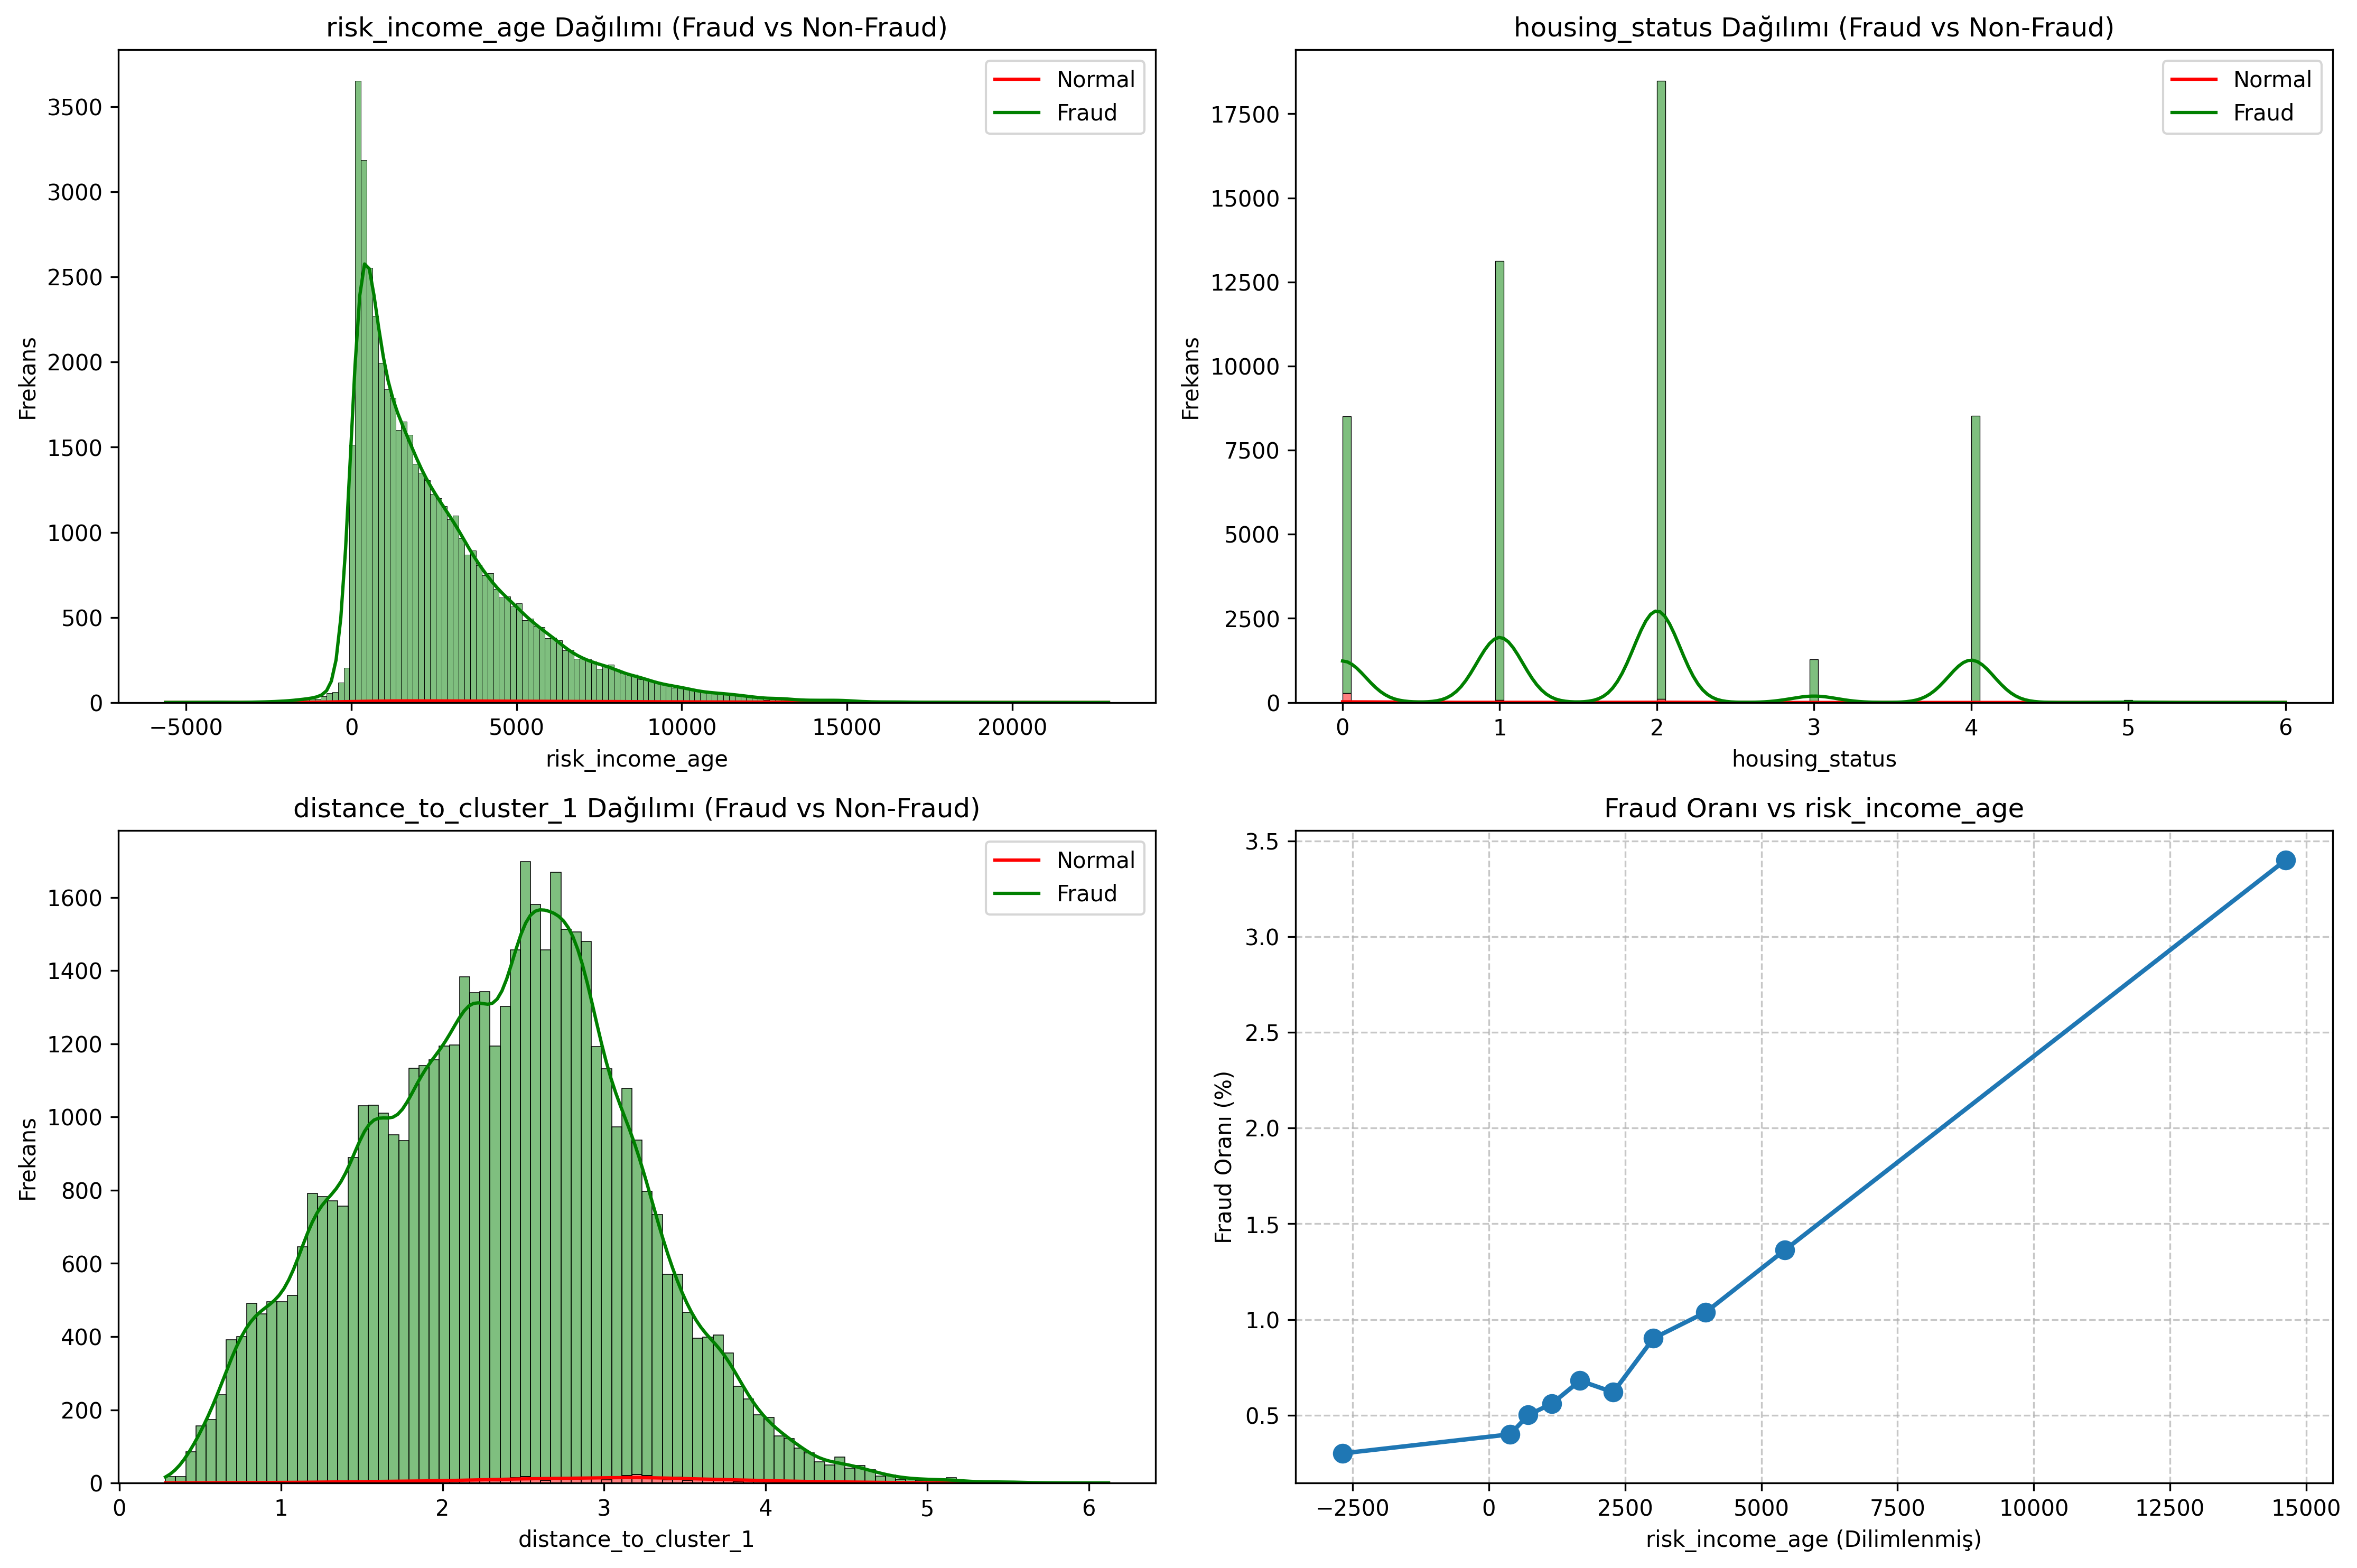 risk_income_age Dağılımı (Fraud vs Non-Fraud)
Frekans
3500
3000
2500
2000
1500
1000
500
0
−5000 0 5000 10000 15000 20000
risk_income_age
Normal
Fraud
housing_status Dağılımı (Fraud vs Non-Fraud)
Frekans
17500
15000
12500
10000
7500
5000
2500
0
0 1 2 3 4 5 6
housing_status
Normal
Fraud
distance_to_cluster_1 Dağılımı (Fraud vs Non-Fraud)
Frekans
1600
1400
1200
1000
800
600
400
200
0
0 1 2 3 4 5 6
distance_to_cluster_1
Normal
Fraud
Fraud Oranı vs risk_income_age
Fraud Oranı (%)
3.5
3.0
2.5
2.0
1.5
1.0
0.5
−2500 0 2500 5000 7500 10000 12500 15000
risk_income_age (Dilimlenmiş)